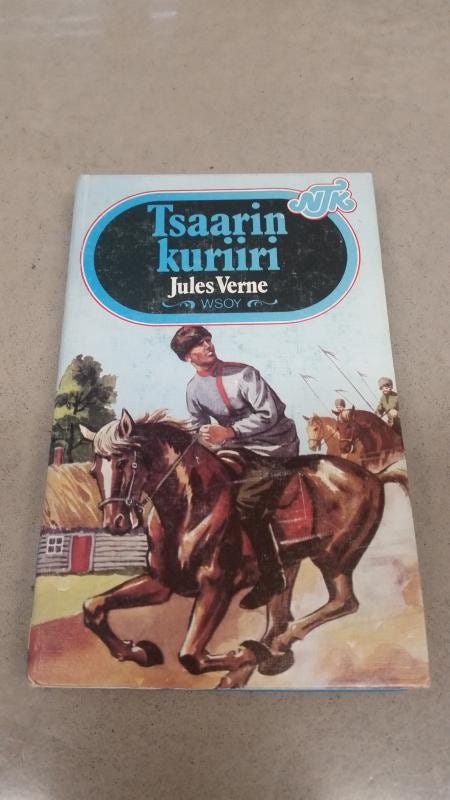 NTK
Tsaarin
kuriiri
Jules Verne
WSOY